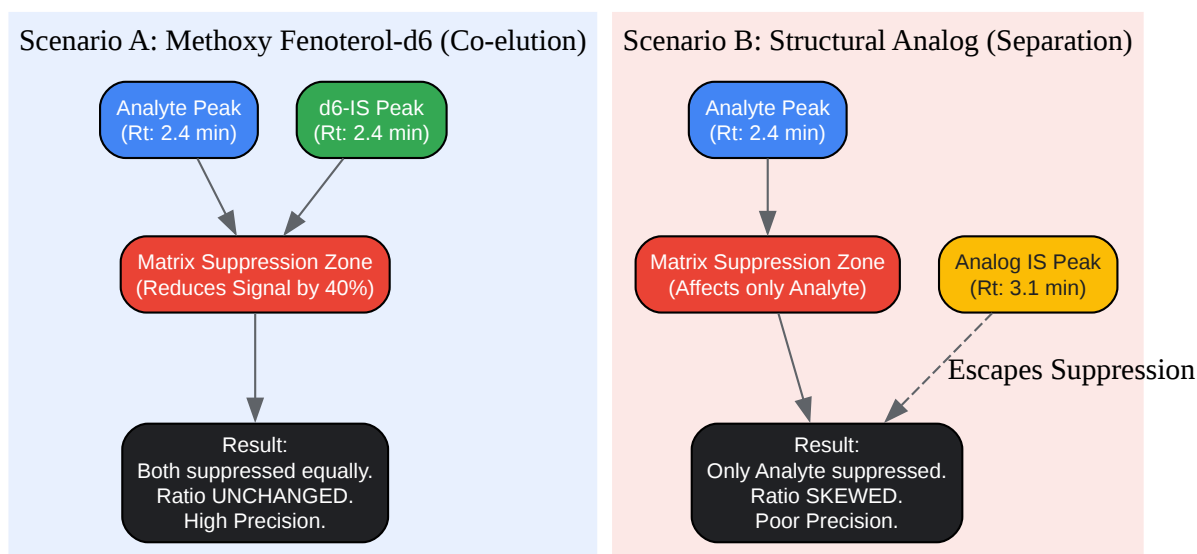 Scenario A: Methoxy Fenoterol-d6 (Co-elution)
Analyte Peak
(Rt: 2.4 min)
d6-IS Peak
(Rt: 2.4 min)
Matrix Suppression Zone
(Reduces Signal by 40%)
Result:
Both suppressed equally.
Ratio UNCHANGED.
High Precision.
Scenario B: Structural Analog (Separation)
Analyte Peak
(Rt: 2.4 min)
Matrix Suppression Zone
(Affects only Analyte)
Analog IS Peak
(Rt: 3.1 min)
Escapes Suppression
Result:
Only Analyte suppressed.
Ratio SKEWED.
Poor Precision.